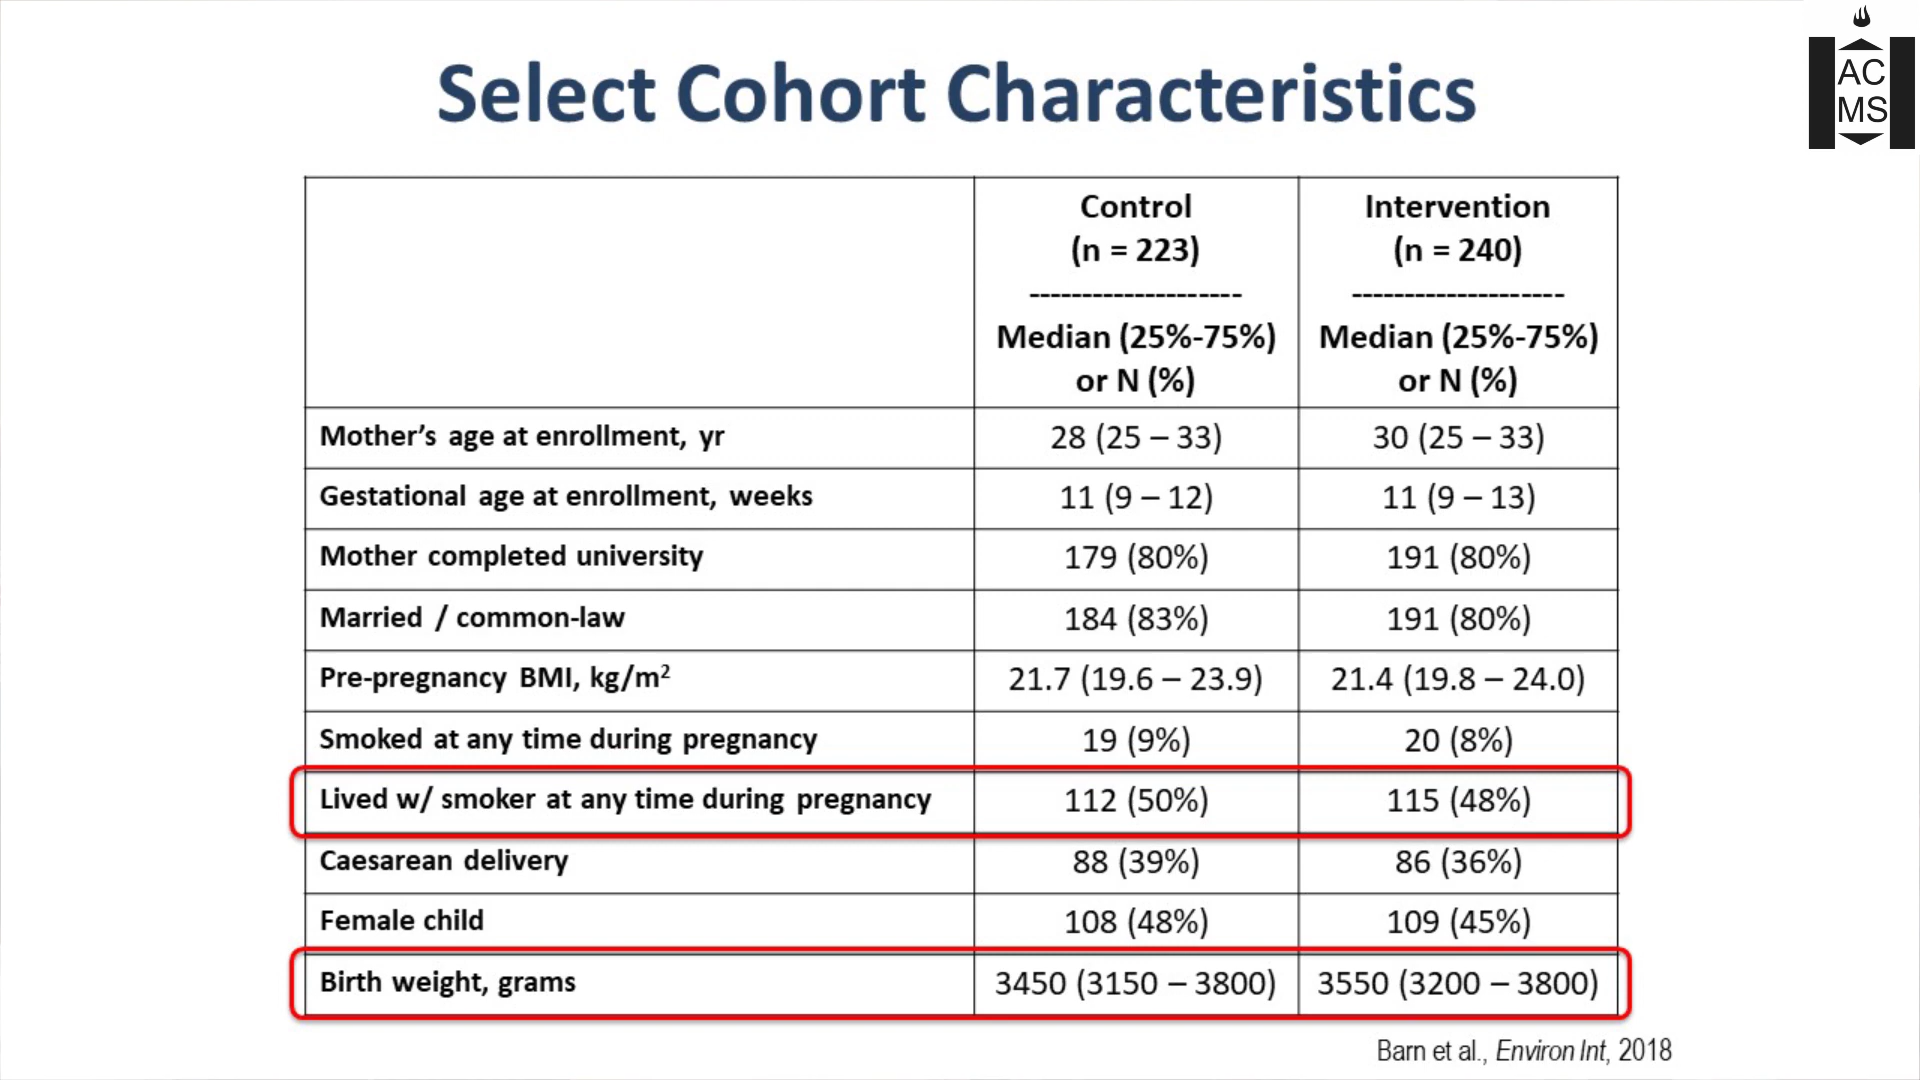 AC
MS
Select Cohort Characteristics
Control Intervention
(n = 223) (n = 240)
-------------------- --------------------
Median (25%-75%) Median (25%-75%)
or N (%) or N (%)
Mother’s age at enrollment, yr 28 (25 – 33) 30 (25 – 33)
Gestational age at enrollment, weeks 11 (9 – 12) 11 (9 – 13)
Mother completed university 179 (80%) 191 (80%)
Married / common-law 184 (83%) 191 (80%)
Pre-pregnancy BMI, kg/m² 21.7 (19.6 – 23.9) 21.4 (19.8 – 24.0)
Smoked at any time during pregnancy 19 (9%) 20 (8%)
Lived w/ smoker at any time during pregnancy 112 (50%) 115 (48%)
Caesarean delivery 88 (39%) 86 (36%)
Female child 108 (48%) 109 (45%)
Birth weight, grams 3450 (3150 – 3800) 3550 (3200 – 3800)
Barn et al., Environ Int, 2018